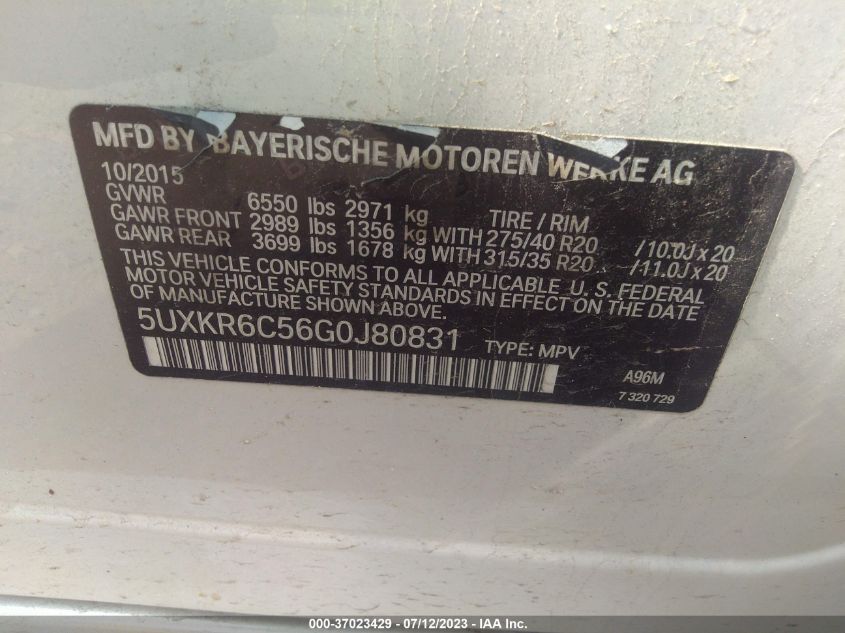 MFD BY BAYERISCHE MOTOREN WERKE AG
10/2015
GVWR 6550 lbs 2971 kg TIRE / RIM
GAWR FRONT 2989 lbs 1356 kg WITH 275/40 R20 /10.0J x 20
GAWR REAR 3699 lbs 1678 kg WITH 315/35 R20 /11.0J x 20
THIS VEHICLE CONFORMS TO ALL APPLICABLE U. S. FEDERAL
MOTOR VEHICLE SAFETY STANDARDS IN EFFECT ON THE DATE
OF MANUFACTURE SHOWN ABOVE.
5UXKR6C56G0J80831 TYPE: MPV
A96M
7 320 729
000-37023429 - 07/12/2023 - IAA Inc.